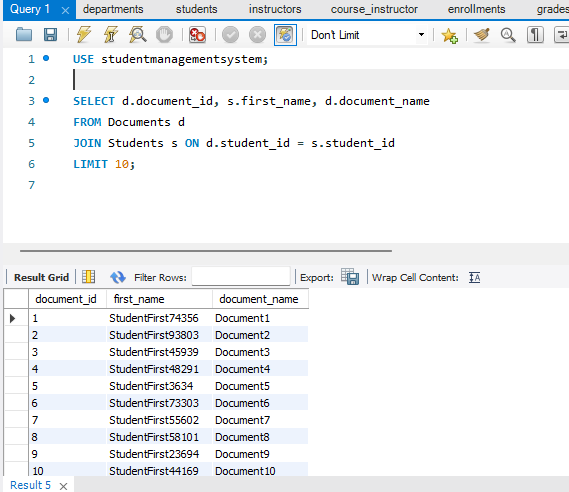 Query 1 departments students instructors course_instructor enrollments grades
Don't Limit
1 USE studentmanagementsystem;
2
3 SELECT d.document_id, s.first_name, d.document_name
4 FROM Documents d
5 JOIN Students s ON d.student_id = s.student_id
6 LIMIT 10;
7
Result Grid Filter Rows: Export: Wrap Cell Content: IA
document_id first_name document_name
1 StudentFirst74356 Document1
2 StudentFirst93803 Document2
3 StudentFirst45939 Document3
4 StudentFirst48291 Document4
5 StudentFirst3634 Document5
6 StudentFirst73303 Document6
7 StudentFirst55602 Document7
8 StudentFirst58101 Document8
9 StudentFirst23694 Document9
10 StudentFirst44169 Document10
Result 5